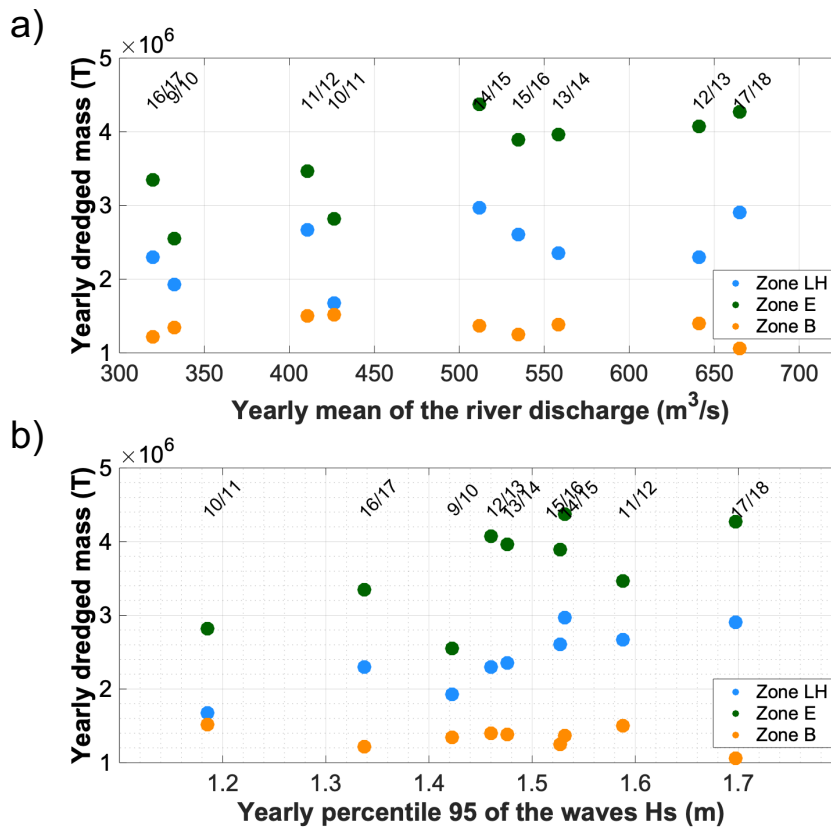 a)
×10^6
5
4
3
2
1
Yearly dredged mass (T)
16/17
9/10
11/12
10/11
14/15
15/16
13/14
12/13
17/18
Zone LH
Zone E
Zone B
300 350 400 450 500 550 600 650 700
Yearly mean of the river discharge (m^3/s)
b)
×10^6
5
4
3
2
1
Yearly dredged mass (T)
10/11
16/17
9/10
12/13
13/14
15/16
14/15
11/12
17/18
Zone LH
Zone E
Zone B
1.2 1.3 1.4 1.5 1.6 1.7
Yearly percentile 95 of the waves Hs (m)